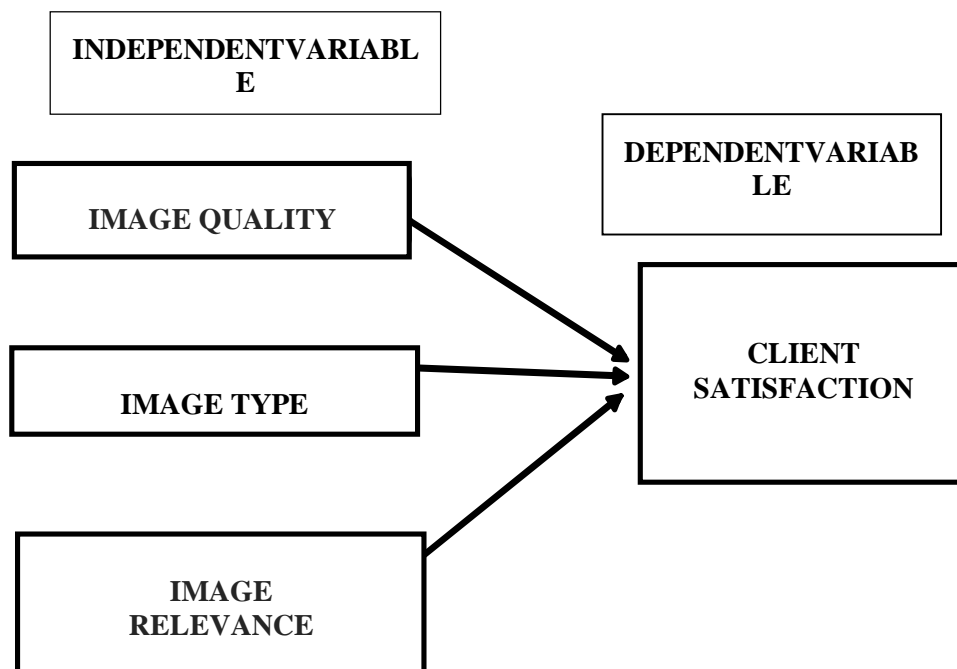 INDEPENDENTVARIABL
E
IMAGE QUALITY
IMAGE TYPE
IMAGE
RELEVANCE
DEPENDENTVARIAB
LE
CLIENT
SATISFACTION